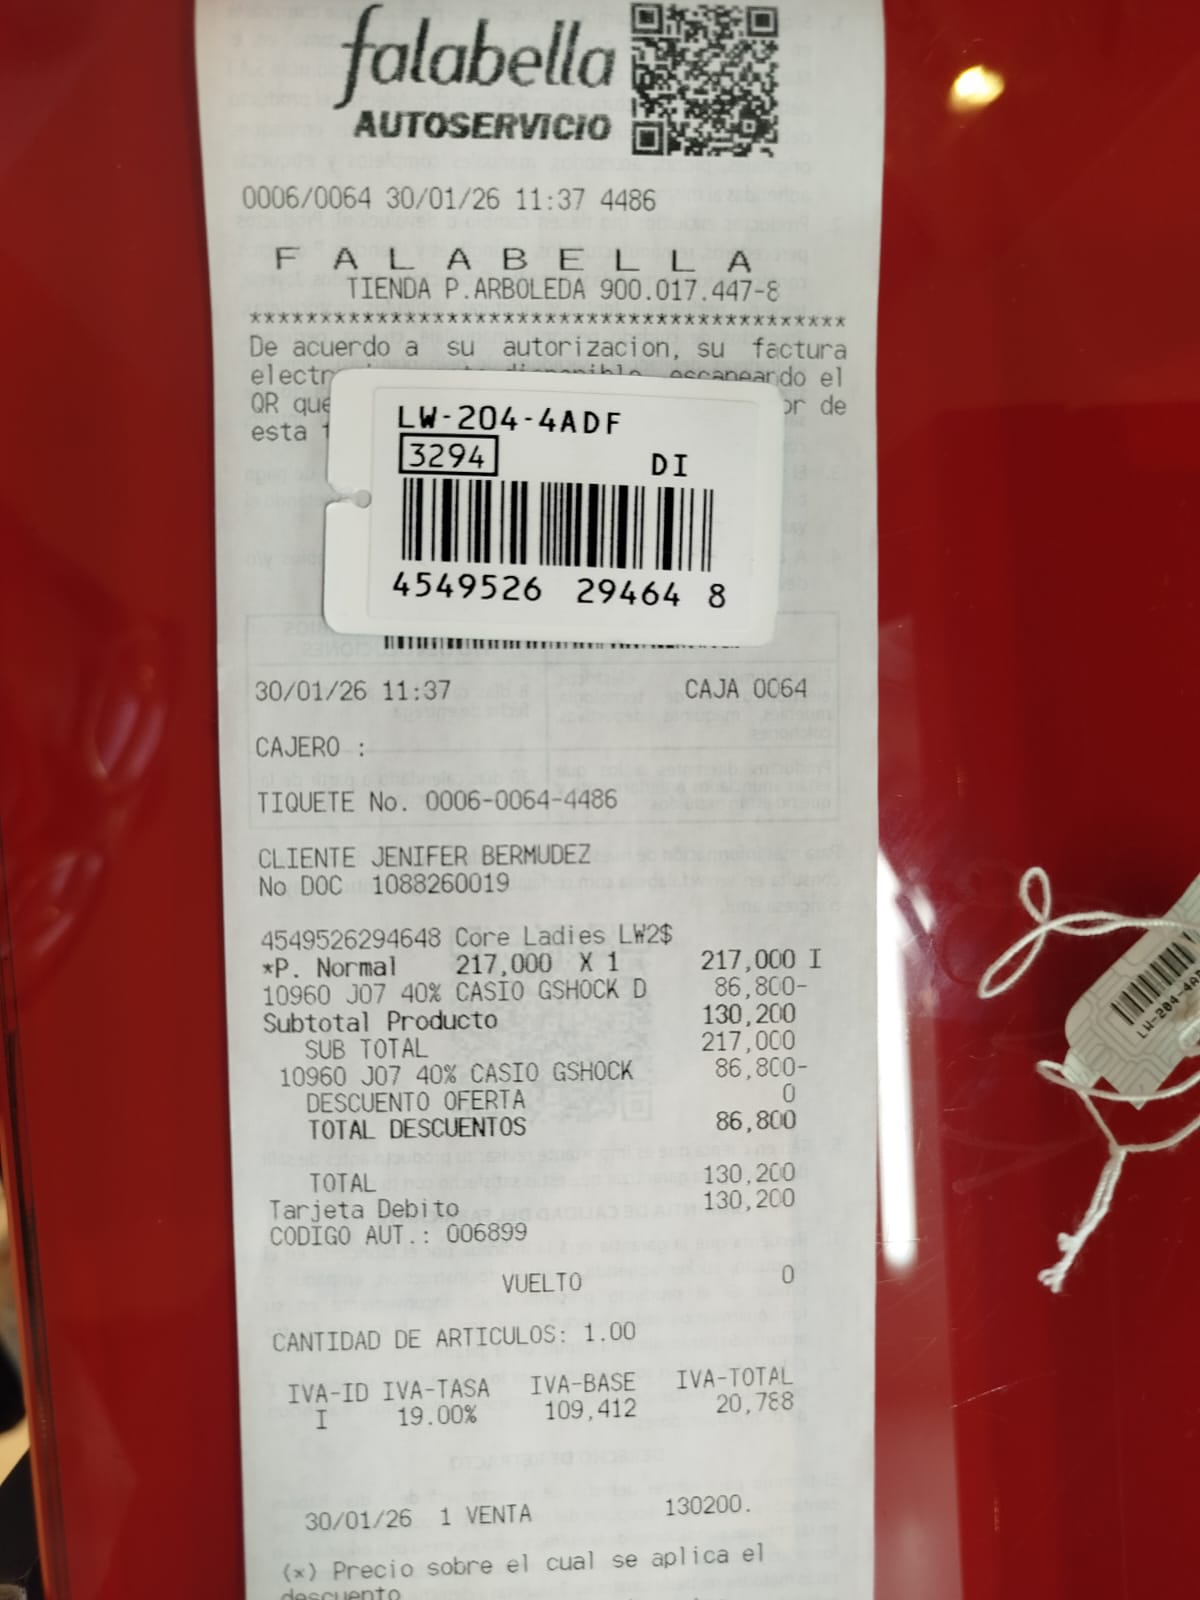 falabella
AUTOSERVICIO
0006/0064 30/01/26 11:37 4486
F A L A B E L L A
TIENDA P.ARBOLEDA 900.017.447-8
*******************************************
De acuerdo a su autorizacion, su factura
electr disponible escaneando el
QR que or de
esta
LW-204-4ADF
3294 DI
4549526 29464 8
30/01/26 11:37 CAJA 0064
CAJERO :
TIQUETE No. 0006-0064-4486
CLIENTE JENIFER BERMUDEZ
No DOC 1088260019
4549526294648 Core Ladies LW2$
*P. Normal 217,000 X 1 217,000 I
10960 J07 40% CASIO GSHOCK D 86,800-
Subtotal Producto 130,200
SUB TOTAL 217,000
10960 J07 40% CASIO GSHOCK 86,800-
DESCUENTO OFERTA 0
TOTAL DESCUENTOS 86,800
TOTAL 130,200
Tarjeta Debito 130,200
CODIGO AUT.: 006899
VUELTO 0
CANTIDAD DE ARTICULOS: 1.00
IVA-ID IVA-TASA IVA-BASE IVA-TOTAL
I 19.00% 109,412 20,788
30/01/26 1 VENTA 130200.
(*) Precio sobre el cual se aplica el
descuento